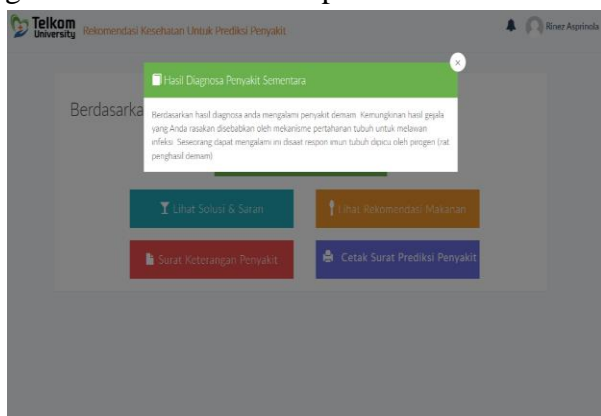 Telkom
University
Rekomendasi Kesehatan Untuk Prediksi Penyakit
Rinez Asprinola
Hasil Diagnosa Penyakit Sementara
x
Berdasarka
Berdasarkan hasil diagnosa anda mengalami penyakit demam. Kemungkinan hasil gejala
yang Anda rasakan disebabkan oleh mekanisme pertahanan tubuh untuk melawan
infeksi. Seseorang dapat mengalami ini disaat respon imun tubuh dipicu oleh pirogen (rat
penghasil demam)
Lihat Solusi & Saran
Lihat Rekomendasi Makanan
Surat Keterangan Penyakit
Cetak Surat Prediksi Penyakit